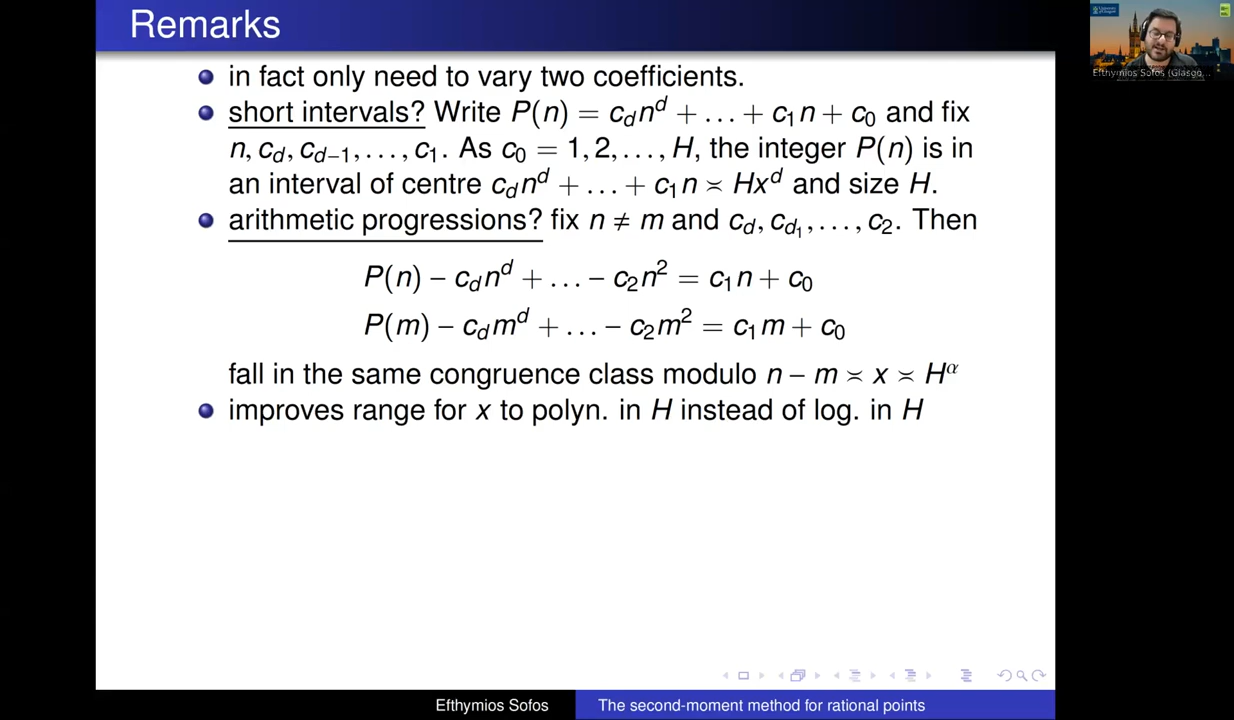 Remarks
in fact only need to vary two coefficients.
short intervals? Write P(n) = c_d n^d + … + c_1 n + c_0 and fix
n, c_d, c_{d−1}, …, c_1. As c_0 = 1, 2, …, H, the integer P(n) is in
an interval of centre c_d n^d + … + c_1 n ≍ Hx^d and size H.
arithmetic progressions? fix n ≠ m and c_d, c_{d_1}, …, c_2. Then
P(n) − c_d n^d + … − c_2 n^2 = c_1 n + c_0
P(m) − c_d m^d + … − c_2 m^2 = c_1 m + c_0
fall in the same congruence class modulo n − m ≍ x ≍ H^α
improves range for x to polyn. in H instead of log. in H
Efthymios Sofos
The second-moment method for rational points
Efthymios Sofos (Glasgo...